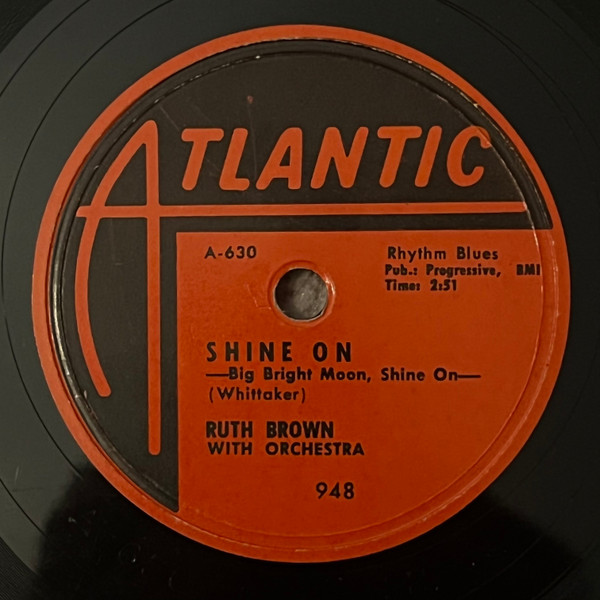 ATLANTIC
A-630
Rhythm Blues
Pub.: Progressive, BMI
Time: 2:51
SHINE ON
—Big Bright Moon, Shine On—
(Whittaker)
RUTH BROWN
WITH ORCHESTRA
948